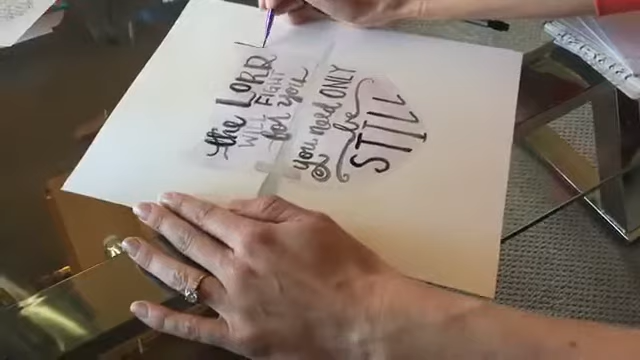 the LORD
WILL FIGHT
for you
you need ONLY
be
STILL